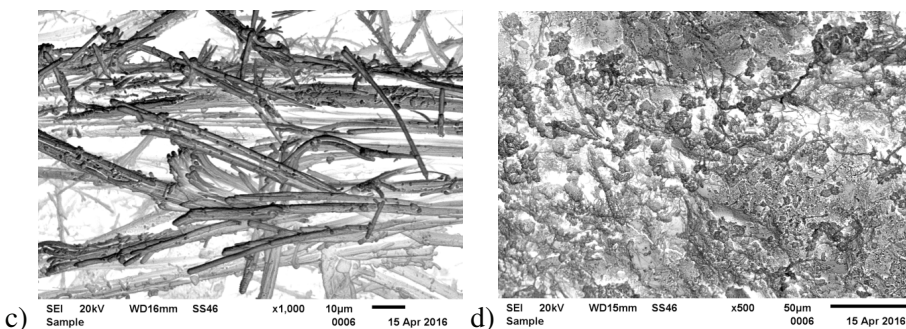 c)
SEI 20kV WD16mm SS46 x1,000 10µm
Sample 0006 15 Apr 2016
d)
SEI 20kV WD15mm SS46 x500 50µm
Sample 0006 15 Apr 2016